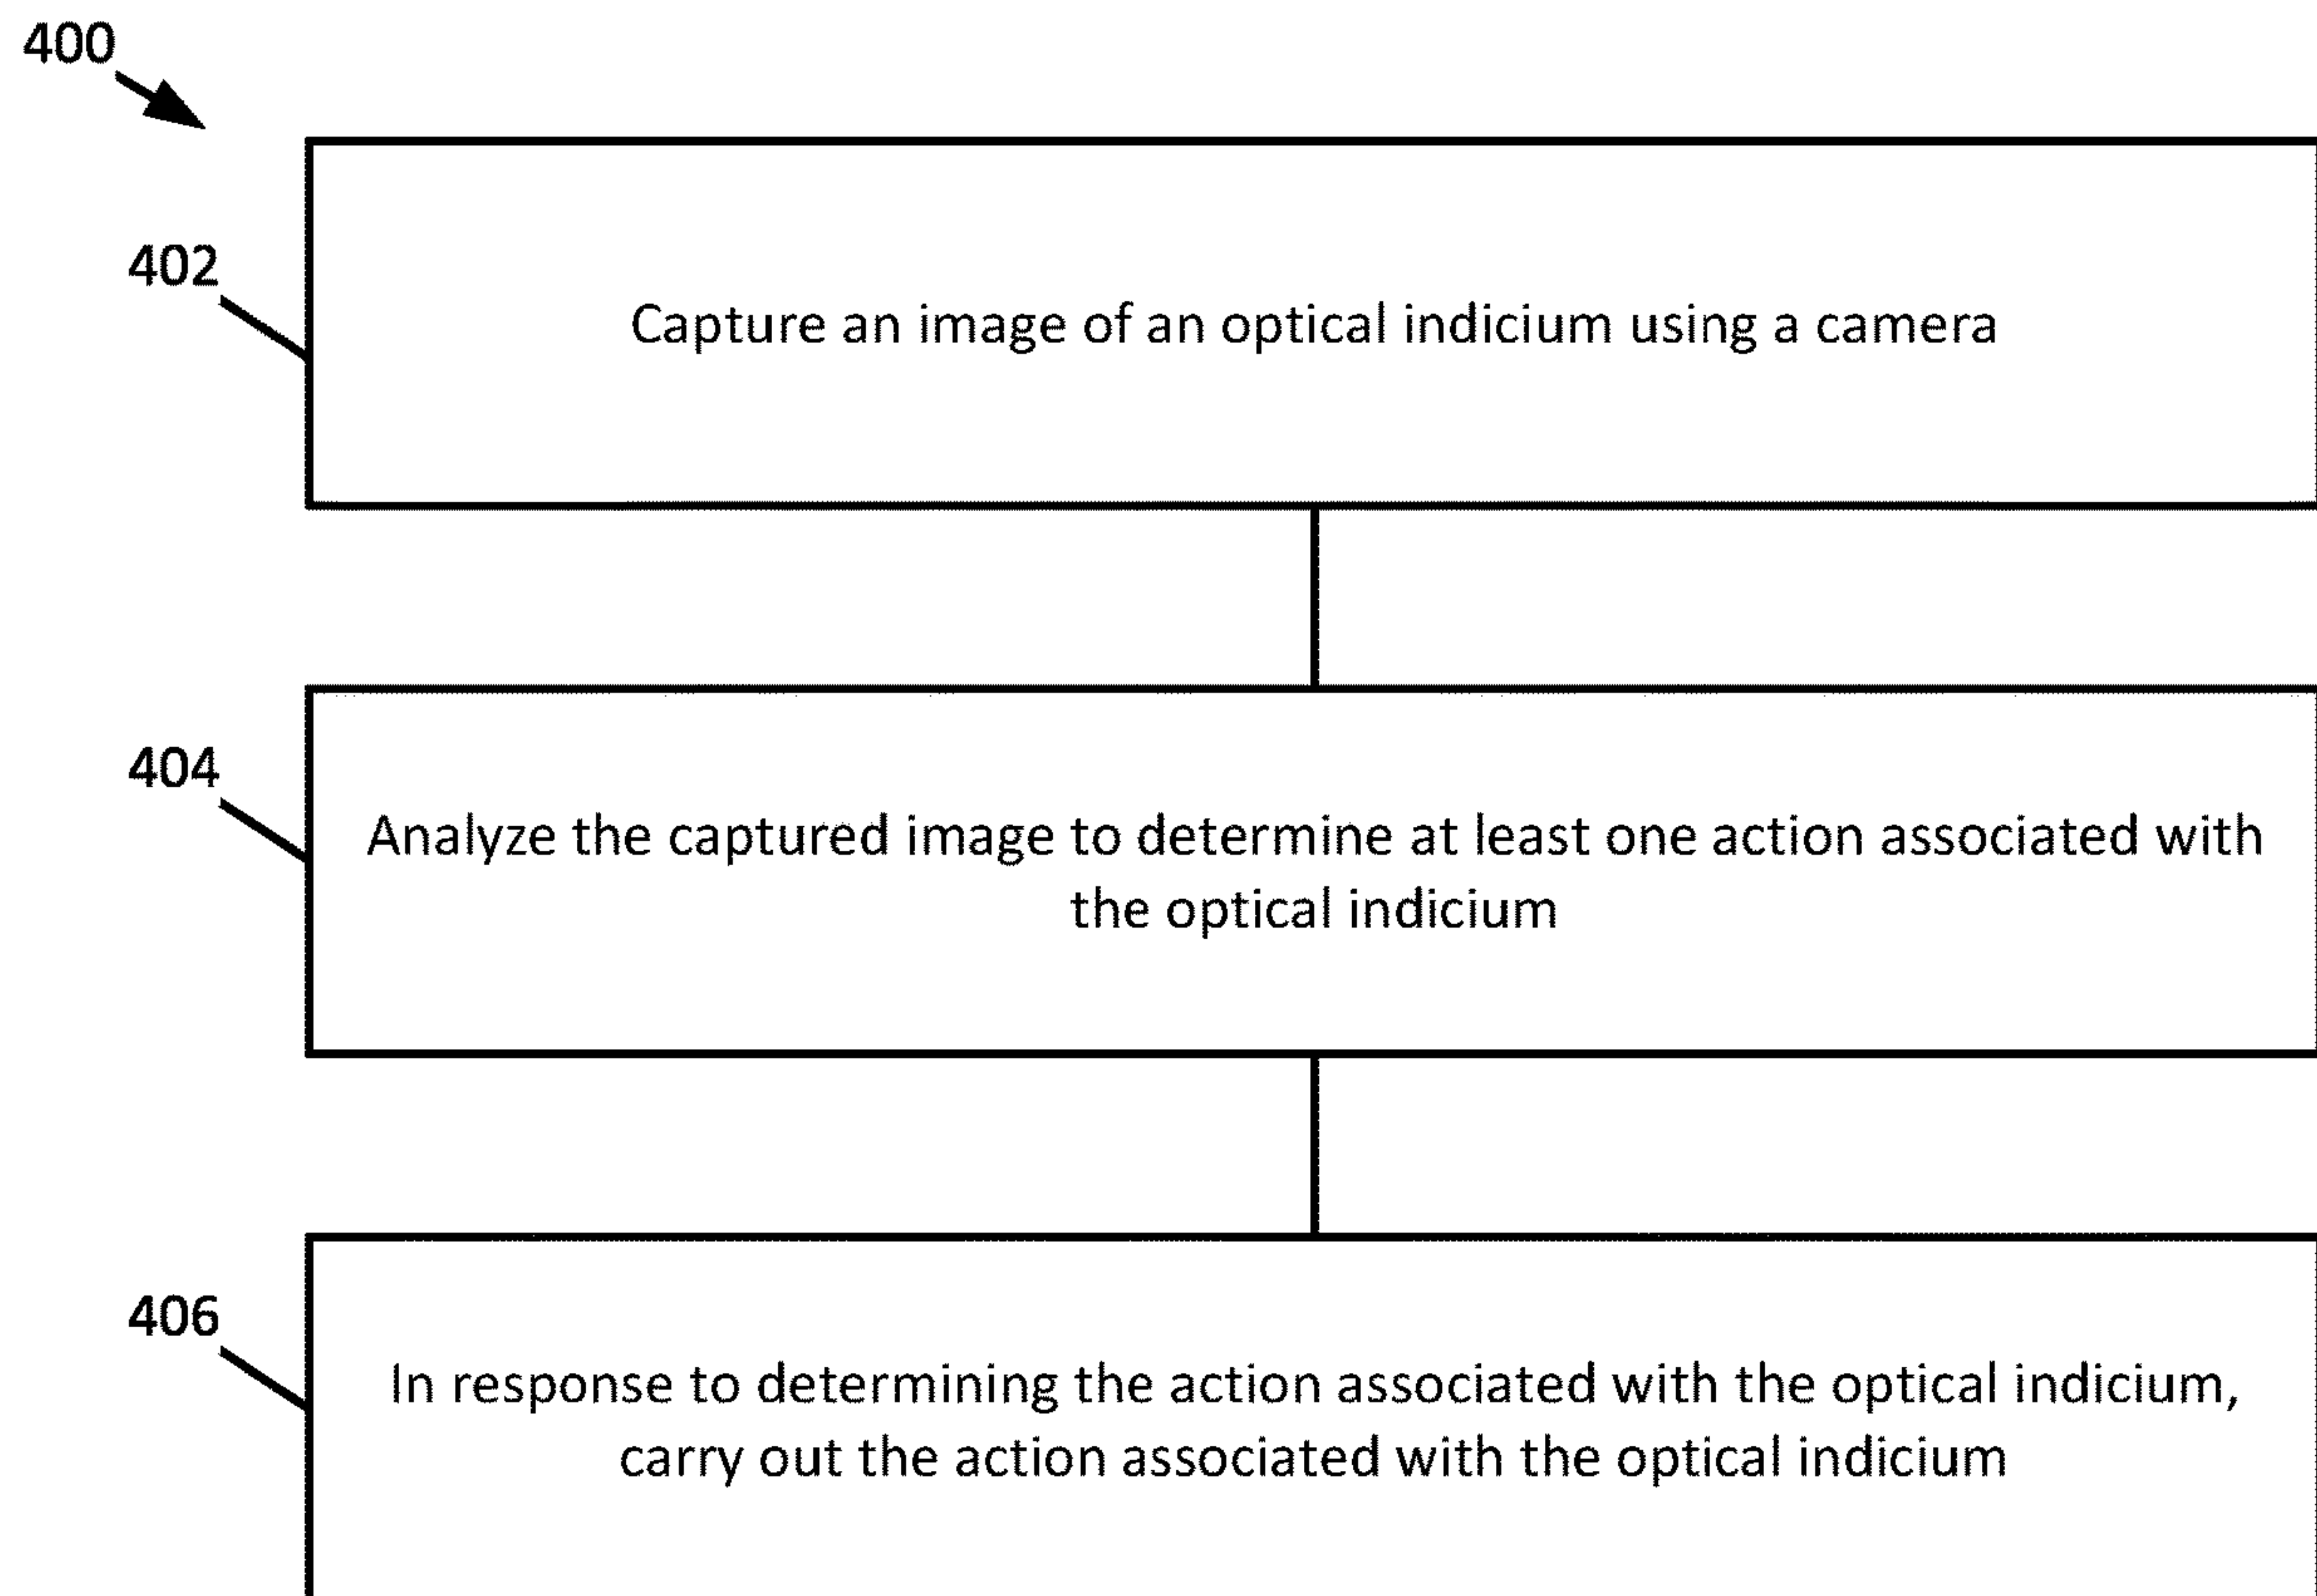 400
402
Capture an image of an optical indicium using a camera
404
Analyze the captured image to determine at least one action associated with
the optical indicium
406
In response to determining the action associated with the optical indicium,
carry out the action associated with the optical indicium